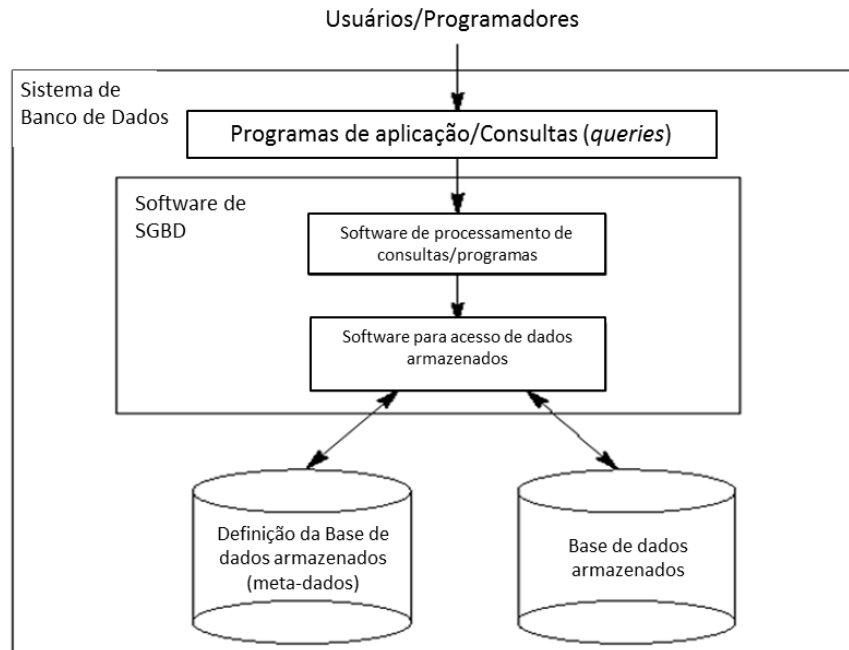 Usuários/Programadores
Sistema de
Banco de Dados
Programas de aplicação/Consultas (queries)
Software de
SGBD
Software de processamento de
consultas/programas
Software para acesso de dados
armazenados
Definição da Base de
dados armazenados
(meta-dados)
Base de dados
armazenados